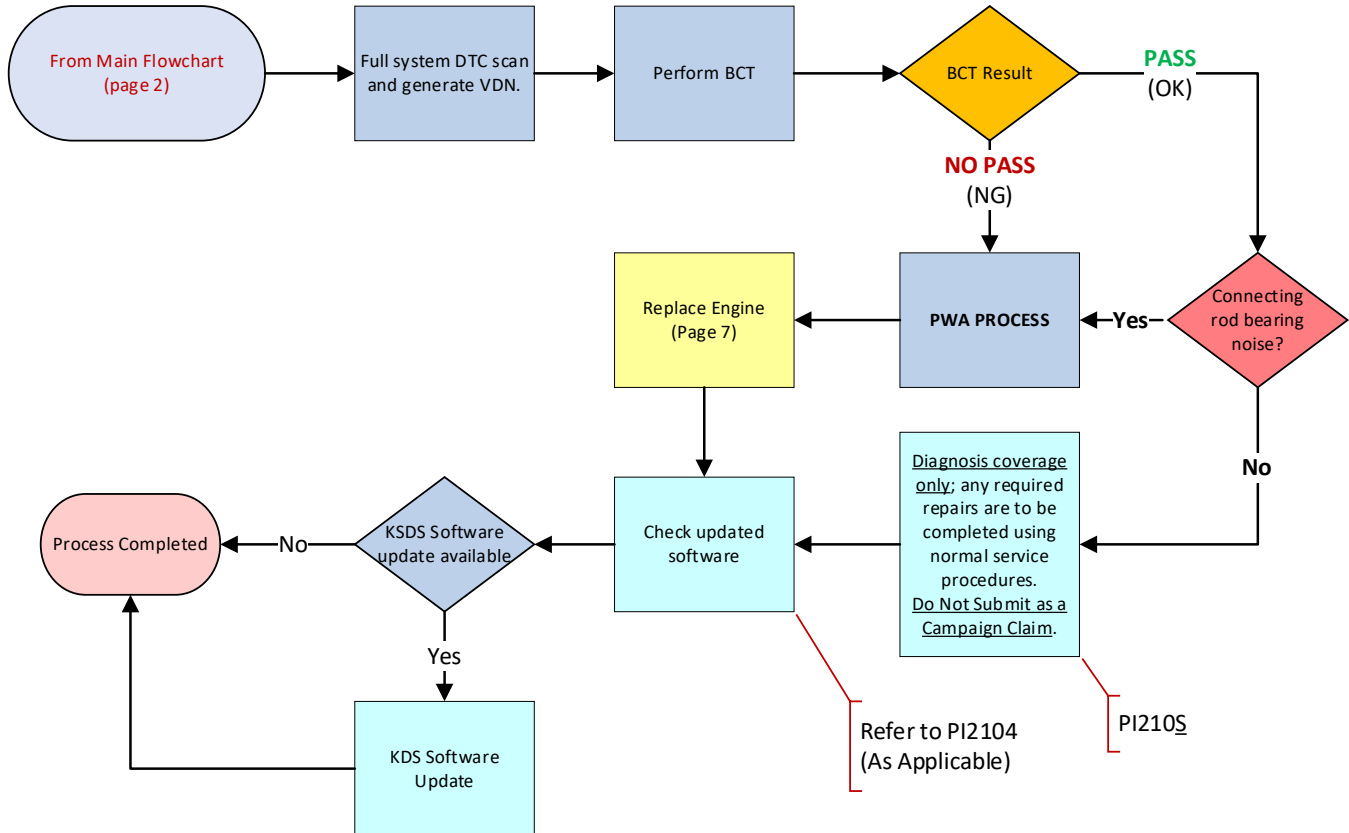 From Main Flowchart
(page 2)
Full system DTC scan
and generate VDN.
Perform BCT
BCT Result
PASS
(OK)
NO PASS
(NG)
Replace Engine
(Page 7)
PWA PROCESS
Yes
Connecting
rod bearing
noise?
No
Diagnosis coverage
only; any required
repairs are to be
completed using
normal service
procedures.
Do Not Submit as a
Campaign Claim.
Check updated
software
KSDS Software
update available
No
Process Completed
Yes
KDS Software
Update
Refer to PI2104
(As Applicable)
PI210S